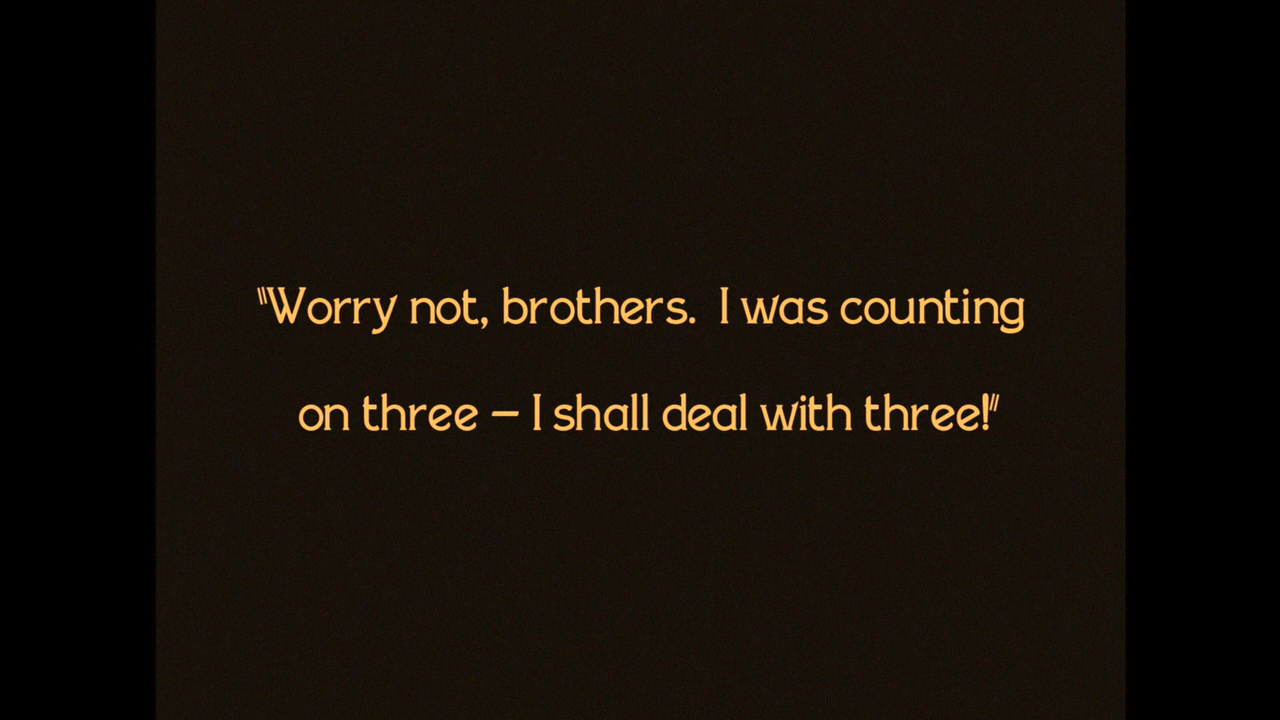 "Worry not, brothers. I was counting
on three – I shall deal with three!"